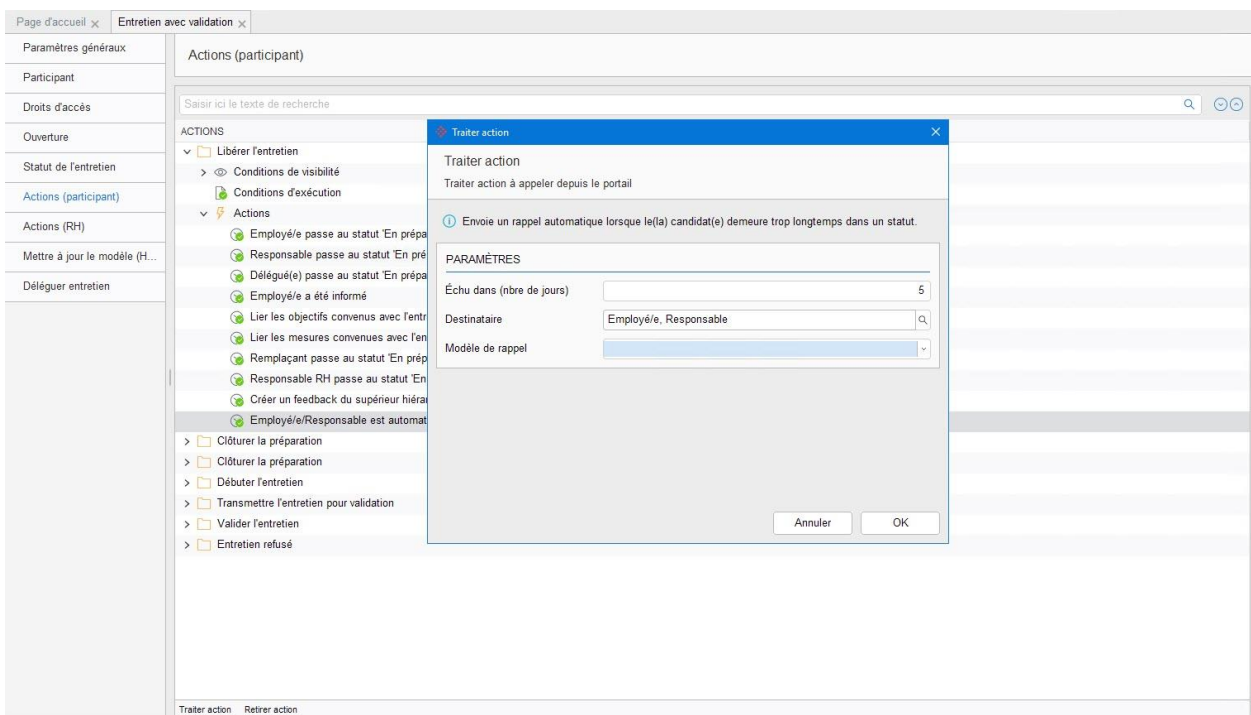 Page d'accueil
Entretien avec validation
Paramètres généraux
Participant
Droits d'accès
Ouverture
Statut de l'entretien
Actions (participant)
Actions (RH)
Mettre à jour le modèle (H...
Déléguer entretien
Actions (participant)
Saisir ici le texte de recherche
ACTIONS
Libérer l'entretien
Conditions de visibilité
Conditions d'exécution
Actions
Employé/e passe au statut 'En prépa
Responsable passe au statut 'En pré
Délégué(e) passe au statut 'En prépa
Employé/e a été informé
Lier les objectifs convenus avec l'entr
Lier les mesures convenues avec l'en
Remplaçant passe au statut 'En prép
Responsable RH passe au statut 'En
Créer un feedback du supérieur hiérar
Employé/e/Responsable est automat
Clôturer la préparation
Clôturer la préparation
Débuter l'entretien
Transmettre l'entretien pour validation
Valider l'entretien
Entretien refusé
Traiter action
Traiter action
Traiter action à appeler depuis le portail
Envoie un rappel automatique lorsque le(la) candidat(e) demeure trop longtemps dans un statut.
PARAMÈTRES
Échu dans (nbre de jours) 5
Destinataire Employé/e, Responsable
Modèle de rappel
Annuler OK
Traiter action Retirer action